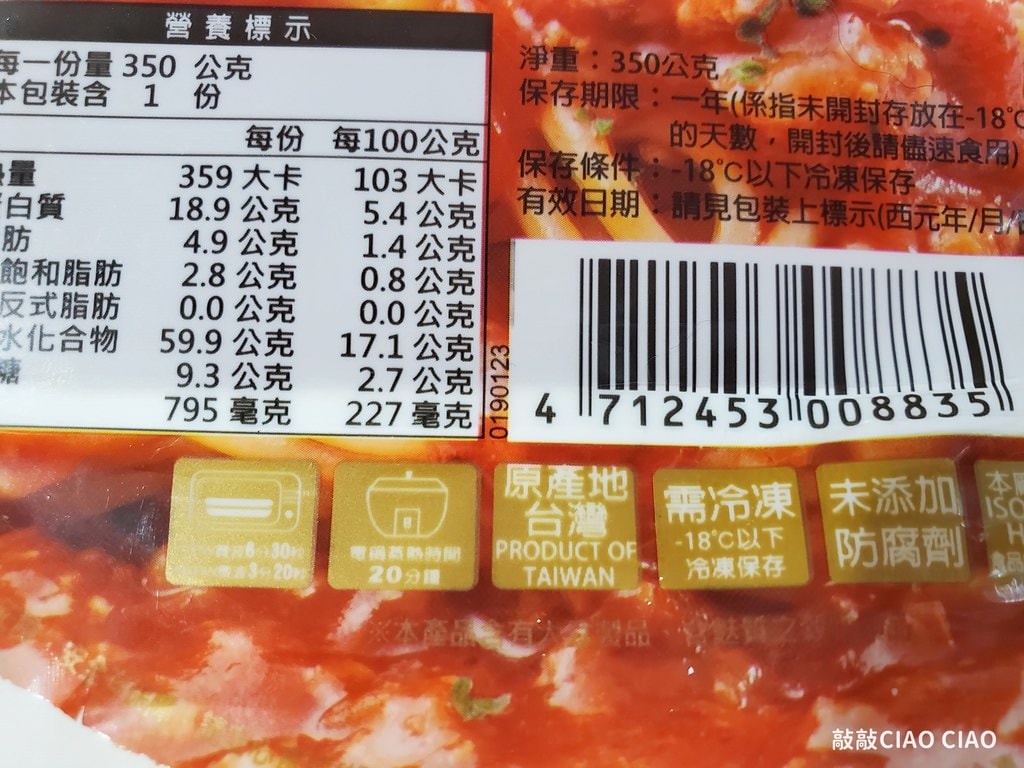 營養標示
每一份量 350 公克
本包裝含 1 份
每份 每100公克
熱量 359 大卡 103 大卡
蛋白質 18.9 公克 5.4 公克
肪 4.9 公克 1.4 公克
飽和脂肪 2.8 公克 0.8 公克
反式脂肪 0.0 公克 0.0 公克
水化合物 59.9 公克 17.1 公克
糖 9.3 公克 2.7 公克
795 毫克 227 毫克
0190123
淨重：350公克
保存期限：一年(係指未開封存放在-18℃
的天數，開封後請儘速食用)
保存條件：-18℃以下冷凍保存
有效日期：請見包裝上標示(西元年/月/
4 712453 008835
電鍋蒸熱時間
20分鐘
原產地
台灣
PRODUCT OF
TAIWAN
需冷凍
-18℃以下
冷凍保存
未添加
防腐劑
本
ISO
H
※本產品含有大
製品
敲敲CIAO CIAO